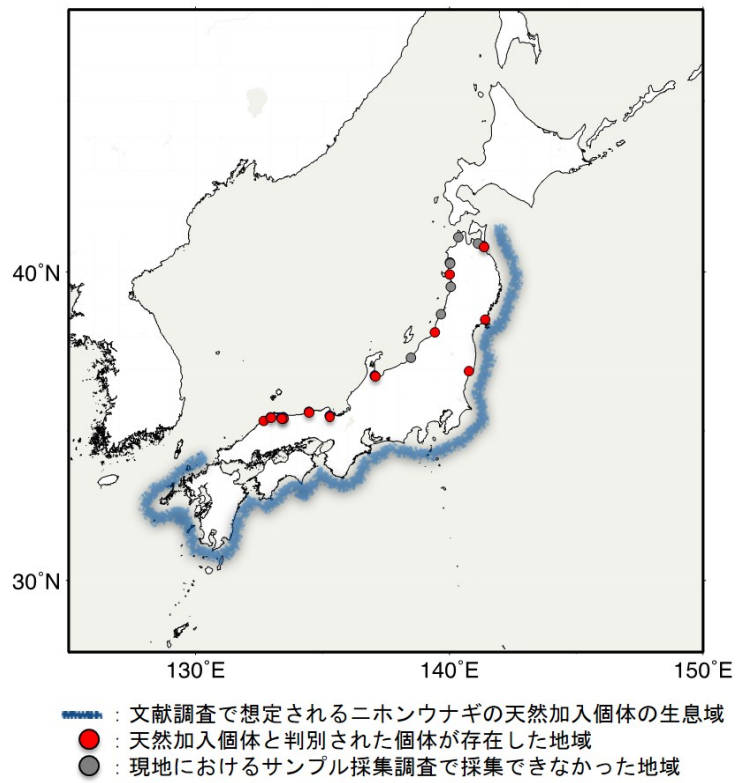 40˚N
30˚N
130˚E
140˚E
150˚E
：文献調査で想定されるニホンウナギの天然加入個体の生息域
：天然加入個体と判別された個体が存在した地域
：現地におけるサンプル採集調査で採集できなかった地域